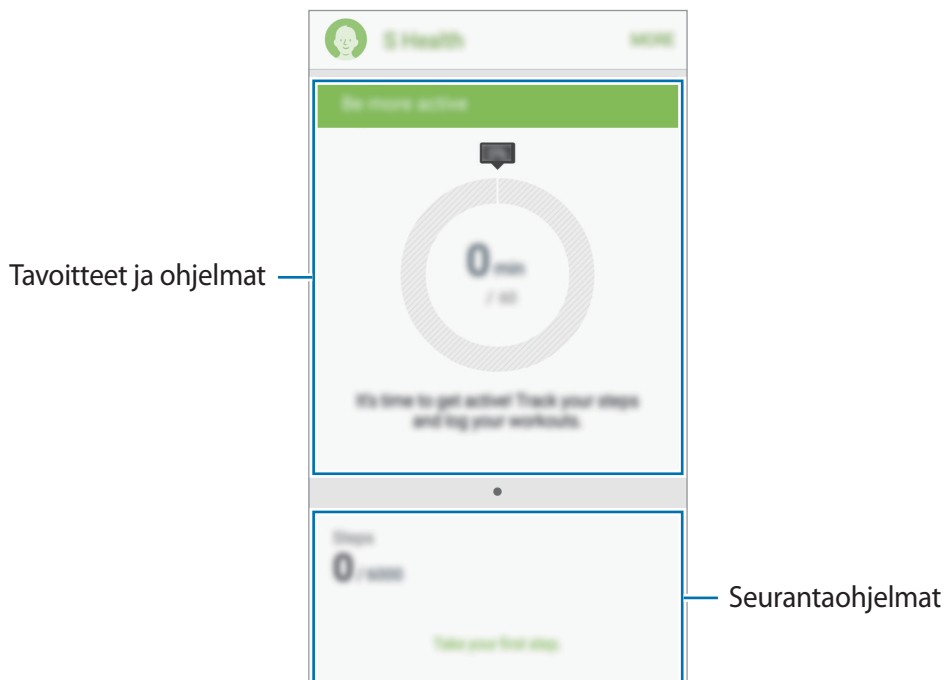 S Health
MORE
Be more active
Tavoitteet ja ohjelmat
0 min
/ 60
It's time to get active! Track your steps
and log your workouts.
Steps
0 / 6000
Seurantaohjelmat
Take your first step.